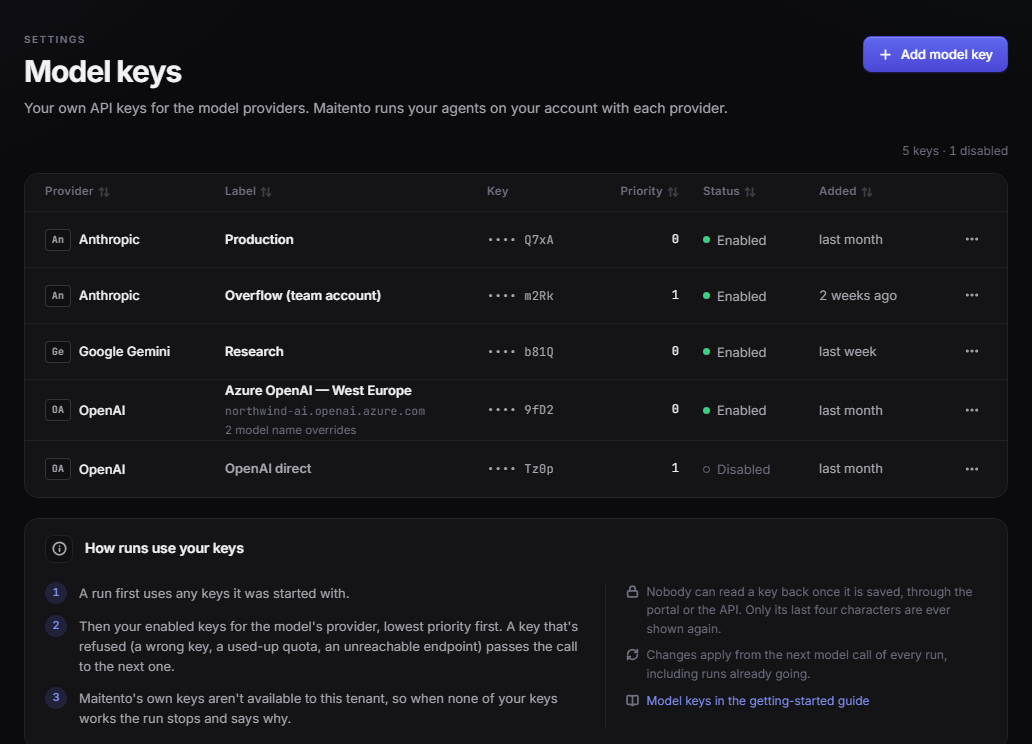 SETTINGS
Model keys
+ Add model key
Your own API keys for the model providers. Maitento runs your agents on your account with each provider.
5 keys · 1 disabled
Provider Label Key Priority Status Added
An Anthropic Production •••• Q7xA 0 Enabled last month •••
An Anthropic Overflow (team account) •••• m2Rk 1 Enabled 2 weeks ago •••
Ge Google Gemini Research •••• b81Q 0 Enabled last week •••
Azure OpenAI — West Europe
OA OpenAI northwind-ai.openai.azure.com •••• 9fD2 0 Enabled last month •••
2 model name overrides
OA OpenAI OpenAI direct •••• Tz0p 1 Disabled last month •••
How runs use your keys
1 A run first uses any keys it was started with.
2 Then your enabled keys for the model's provider, lowest priority first. A key that's
refused (a wrong key, a used-up quota, an unreachable endpoint) passes the call
to the next one.
3 Maitento's own keys aren't available to this tenant, so when none of your keys
works the run stops and says why.
Nobody can read a key back once it is saved, through the
portal or the API. Only its last four characters are ever
shown again.
Changes apply from the next model call of every run,
including runs already going.
Model keys in the getting-started guide